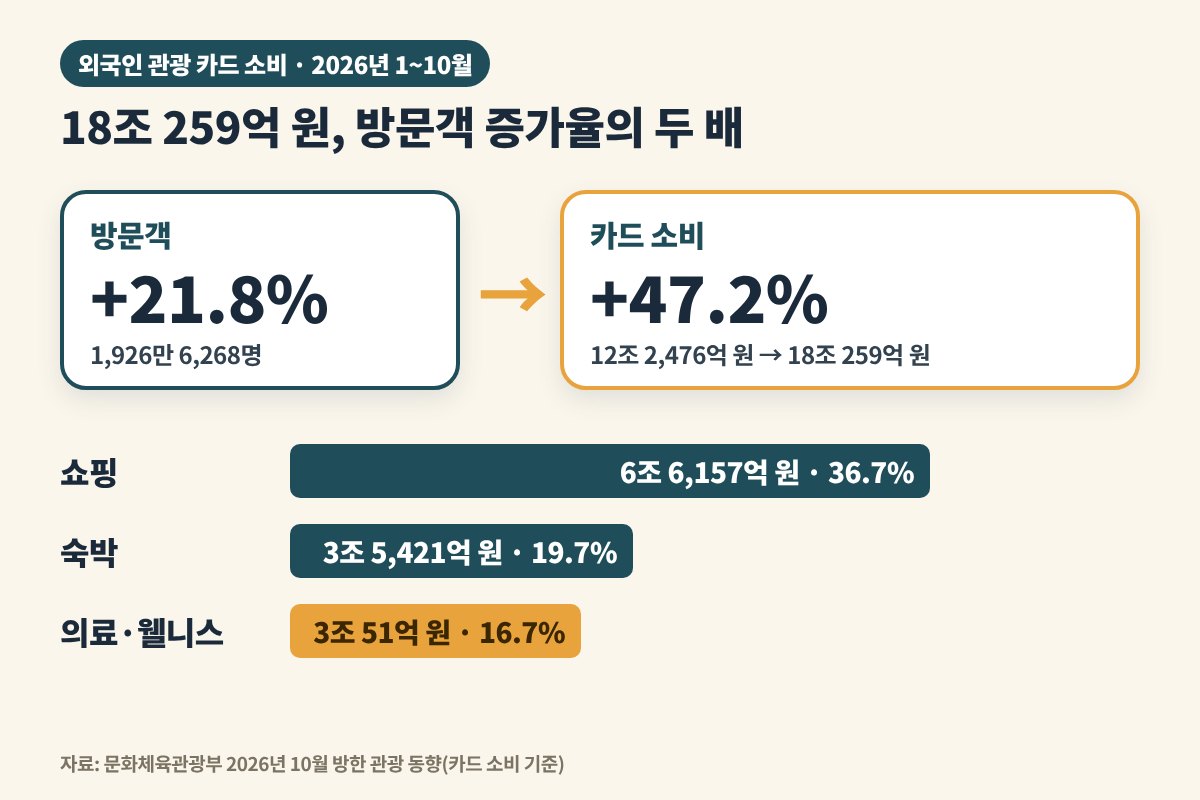 외국인 관광 카드 소비 · 2026년 1~10월
18조 259억 원, 방문객 증가율의 두 배
방문객
+21.8%
1,926만 6,268명
→
카드 소비
+47.2%
12조 2,476억 원 → 18조 259억 원
쇼핑
6조 6,157억 원 · 36.7%
숙박
3조 5,421억 원 · 19.7%
의료·웰니스
3조 51억 원 · 16.7%
자료: 문화체육관광부 2026년 10월 방한 관광 동향(카드 소비 기준)